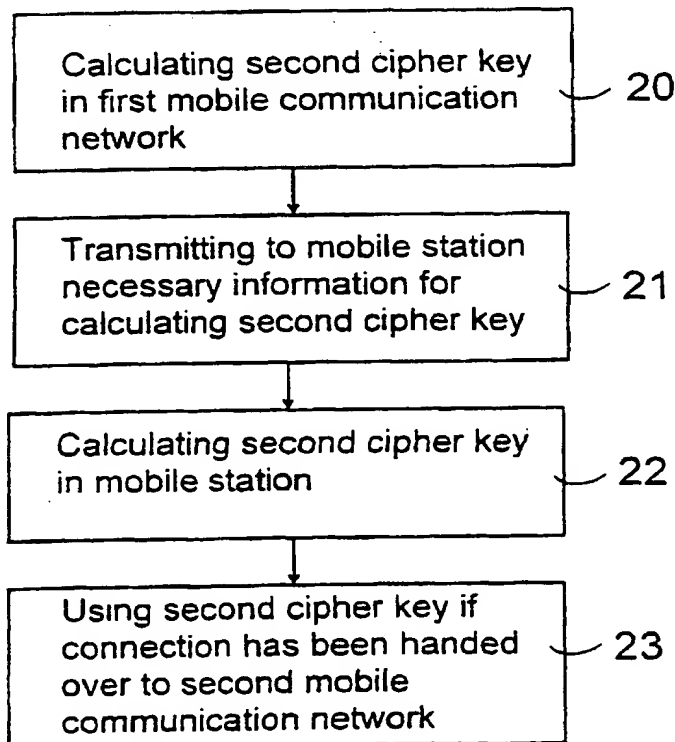 Calculating second cipher key
in first mobile communication
network
20
Transmitting to mobile station
necessary information for
calculating second cipher key
21
Calculating second cipher key
in mobile station
22
Using second cipher key if
connection has been handed
over to second mobile
communication network
23